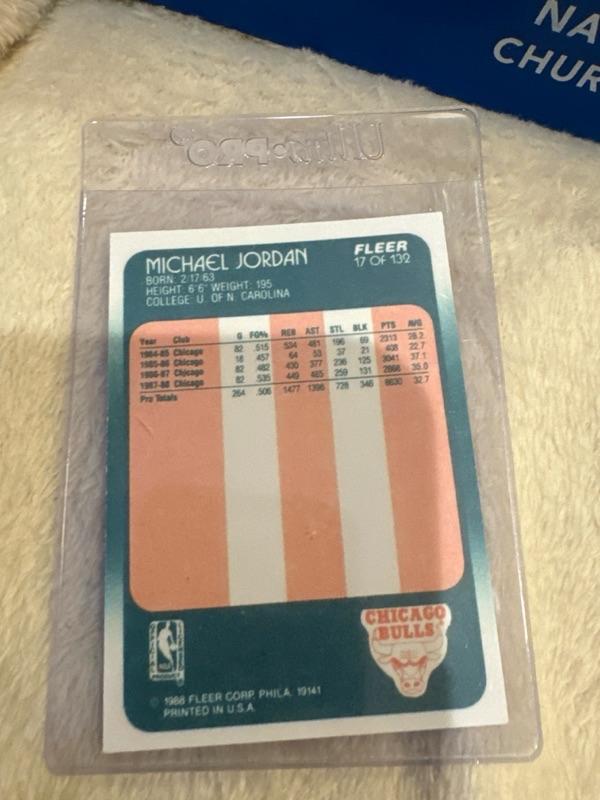 NA
CHUR
Ultra·PRO®
MICHAEL JORDAN
FLEER
17 OF 132
BORN: 2·17·63
HEIGHT: 6'6" WEIGHT: 195
COLLEGE: U. OF N. CAROLINA
Year Club G FG% REB AST STL BLK PTS AVG
1984-85 Chicago 82 .515 534 481 196 69 2313 28.2
1985-86 Chicago 18 .457 64 53 37 21 408 22.7
1986-87 Chicago 82 .482 430 377 236 125 3041 37.1
1987-88 Chicago 82 .535 449 485 259 131 2868 35.0
Pro Totals 264 .506 1477 1396 728 346 8630 32.7
NBA
PRODUCT
CHICAGO
BULLS
© 1988 FLEER CORP. PHILA. 19141
PRINTED IN U.S.A.